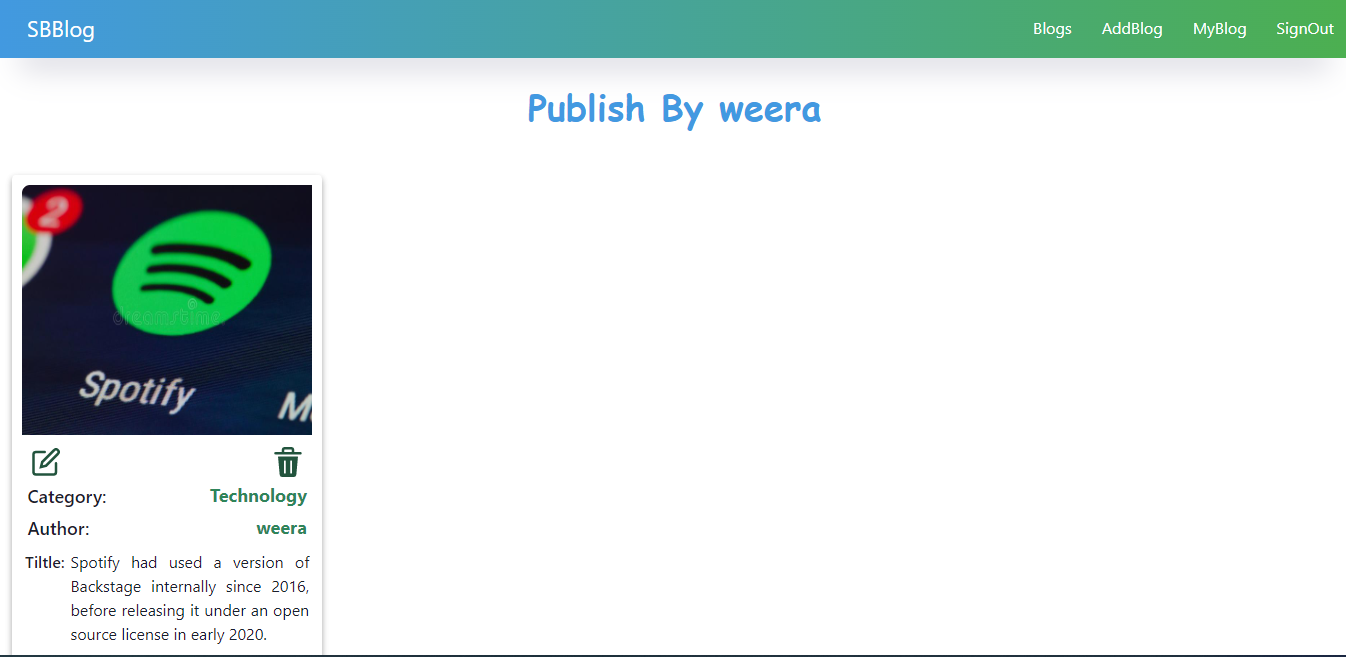 SBBlog
Blogs AddBlog MyBlog SignOut
Publish By weera
2
dreamstime
Spotify
M
Category: Technology
Author: weera
Tiltle: Spotify had used a version of
Backstage internally since 2016,
before releasing it under an open
source license in early 2020.